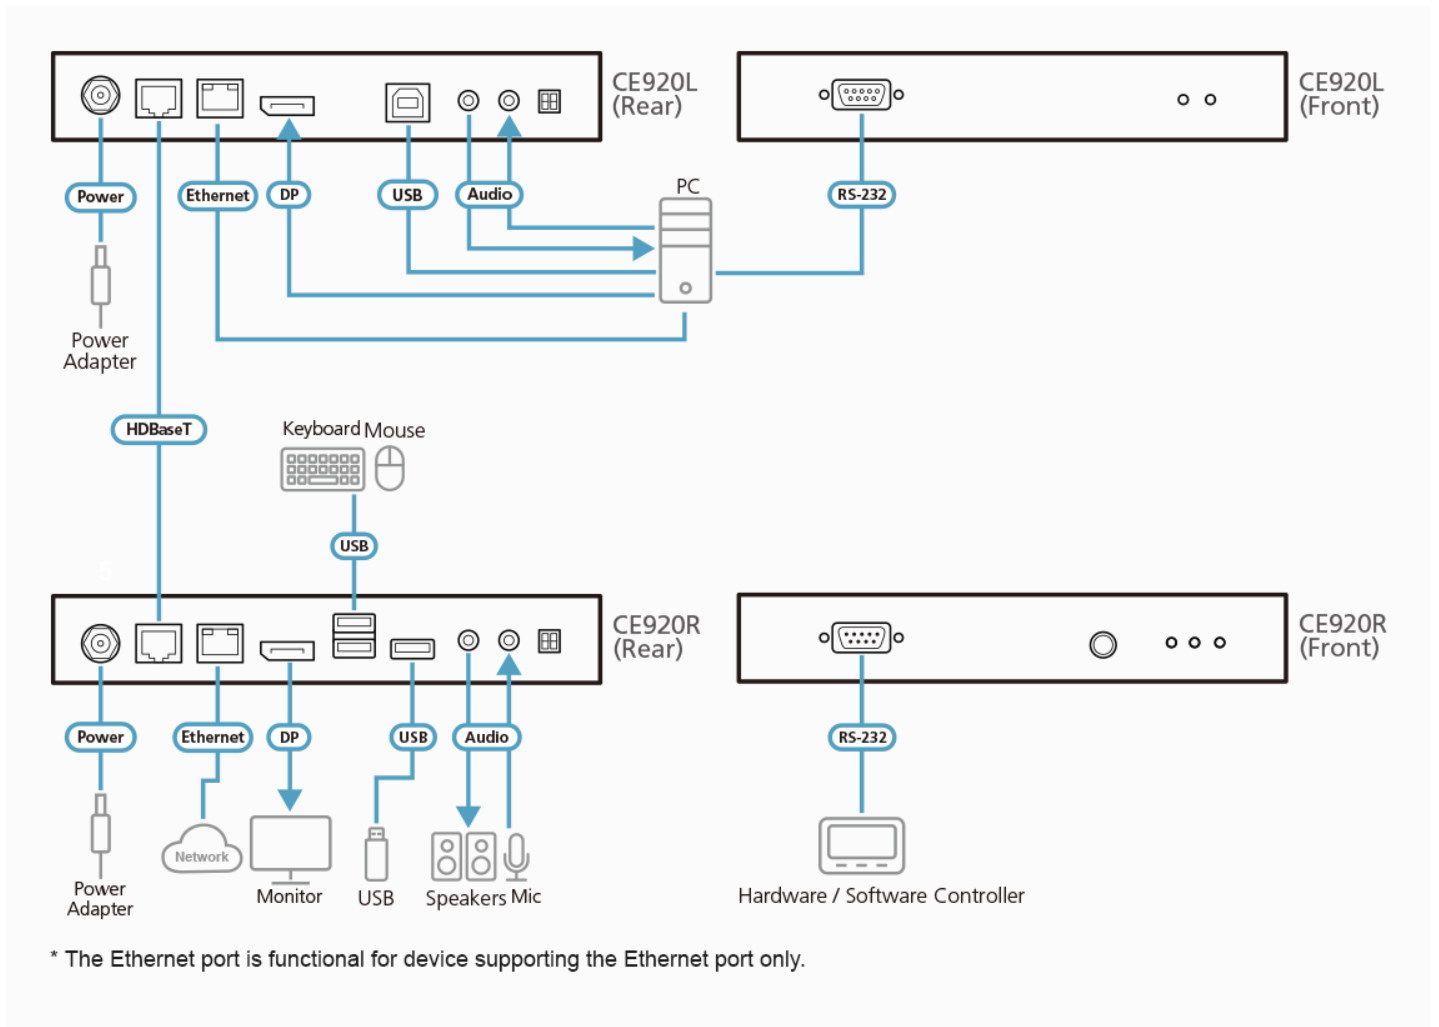 CE920L
(Rear)
CE920L
(Front)
Power
Ethernet
DP
USB
Audio
PC
RS-232
Power
Adapter
HDBaseT
Keyboard Mouse
USB
CE920R
(Rear)
CE920R
(Front)
Power
Ethernet
DP
USB
Audio
RS-232
Network
Power
Adapter
Monitor
USB
Speakers Mic
Hardware / Software Controller
* The Ethernet port is functional for device supporting the Ethernet port only.